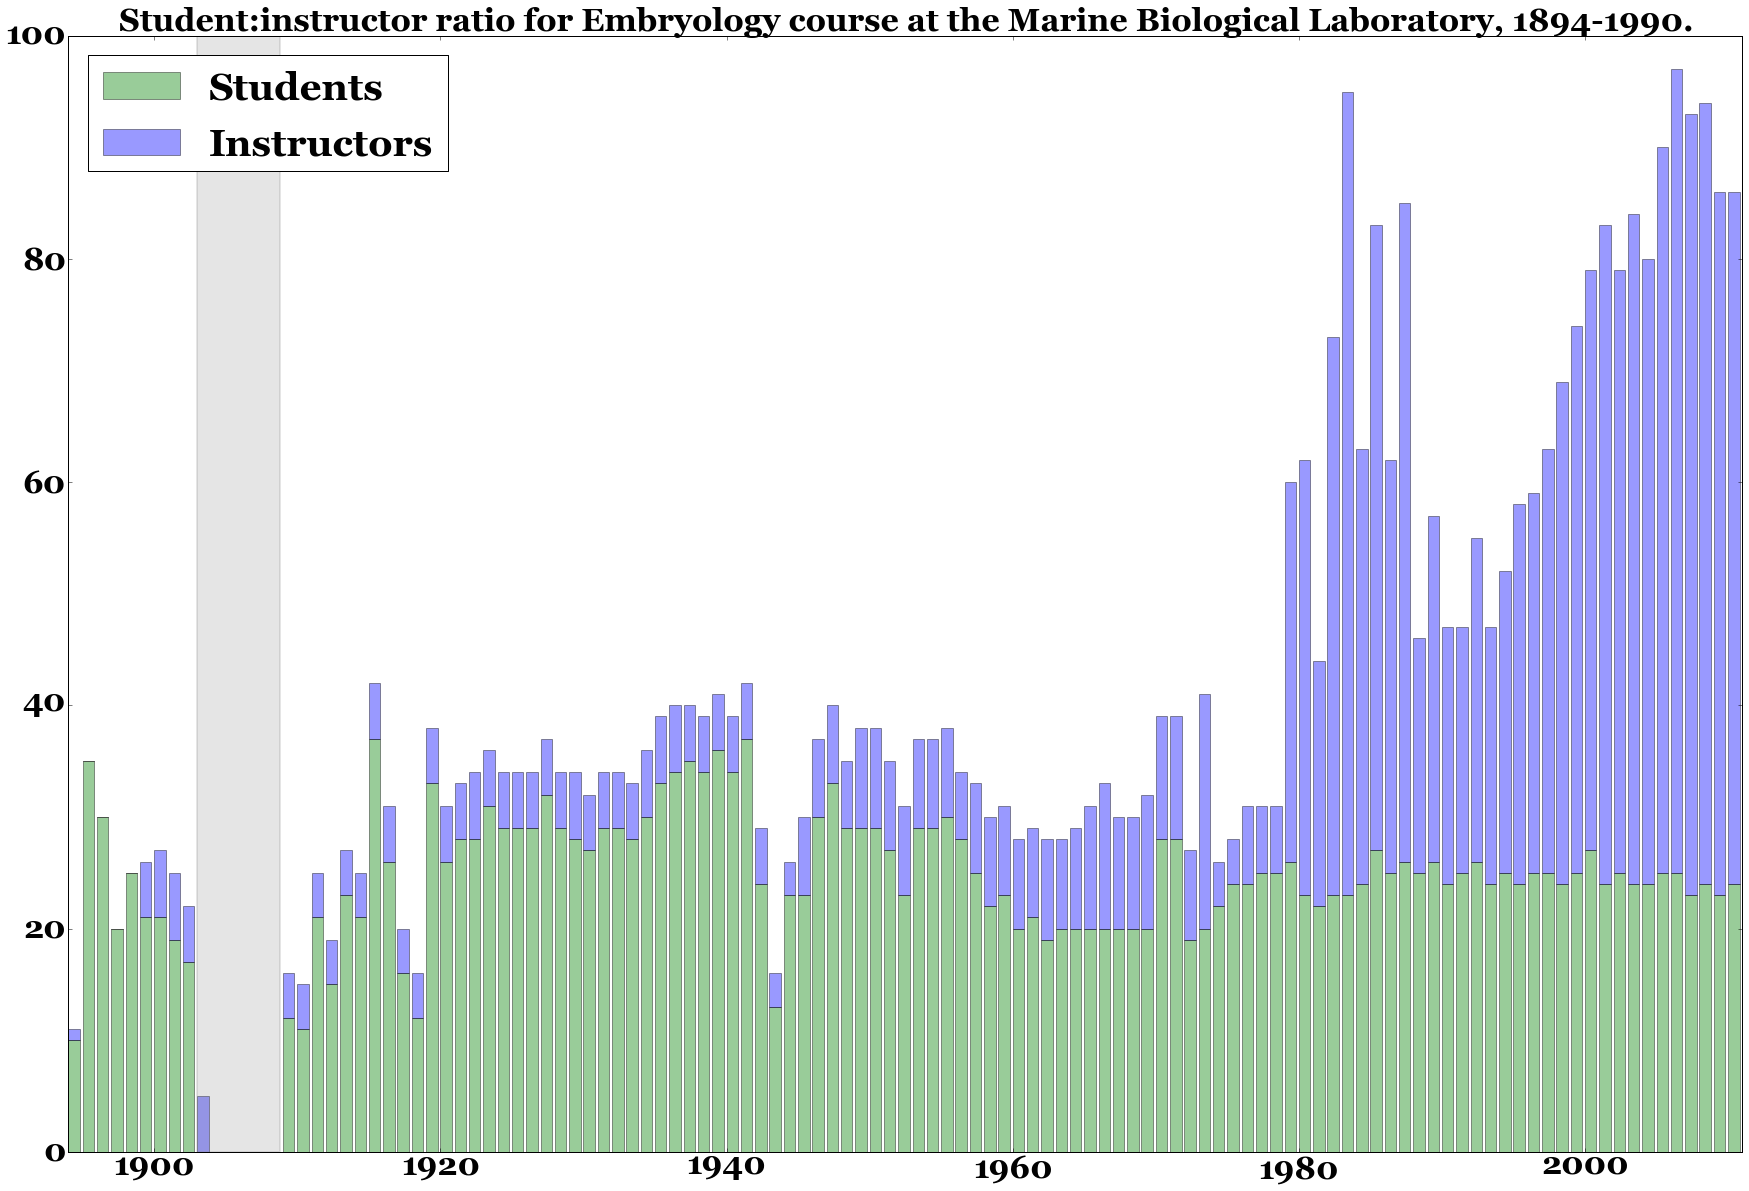 Student:instructor ratio for Embryology course at the Marine Biological Laboratory, 1894-1990.
100
Students
Instructors
80
60
40
20
0
1900 1920 1940 1960 1980 2000